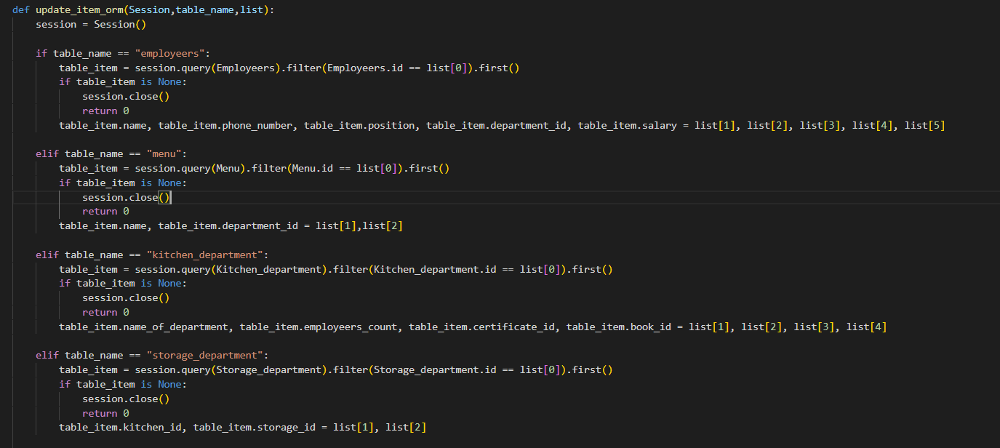 def update_item_orm(Session,table_name,list):
    session = Session()

    if table_name == "employeers":
        table_item = session.query(Employeers).filter(Employeers.id == list[0]).first()
        if table_item is None:
            session.close()
            return 0
        table_item.name, table_item.phone_number, table_item.position, table_item.department_id, table_item.salary = list[1], list[2], list[3], list[4], list[5]

    elif table_name == "menu":
        table_item = session.query(Menu).filter(Menu.id == list[0]).first()
        if table_item is None:
            session.close()
            return 0
        table_item.name, table_item.department_id = list[1],list[2]

    elif table_name == "kitchen_department":
        table_item = session.query(Kitchen_department).filter(Kitchen_department.id == list[0]).first()
        if table_item is None:
            session.close()
            return 0
        table_item.name_of_department, table_item.employeers_count, table_item.certificate_id, table_item.book_id = list[1], list[2], list[3], list[4]

    elif table_name == "storage_department":
        table_item = session.query(Storage_department).filter(Storage_department.id == list[0]).first()
        if table_item is None:
            session.close()
            return 0
        table_item.kitchen_id, table_item.storage_id = list[1], list[2]